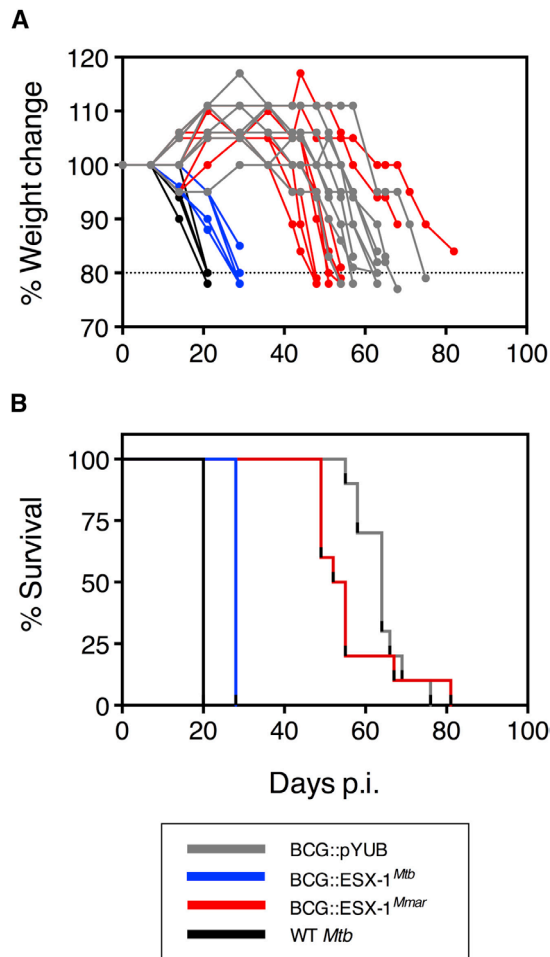 A
120
110
100
90
80
70
% Weight change
0 20 40 60 80 100
B
100
75
50
25
0
% Survival
0 20 40 60 80 100
Days p.i.
BCG::pYUB
BCG::ESX-1Mtb
BCG::ESX-1Mmar
WT Mtb